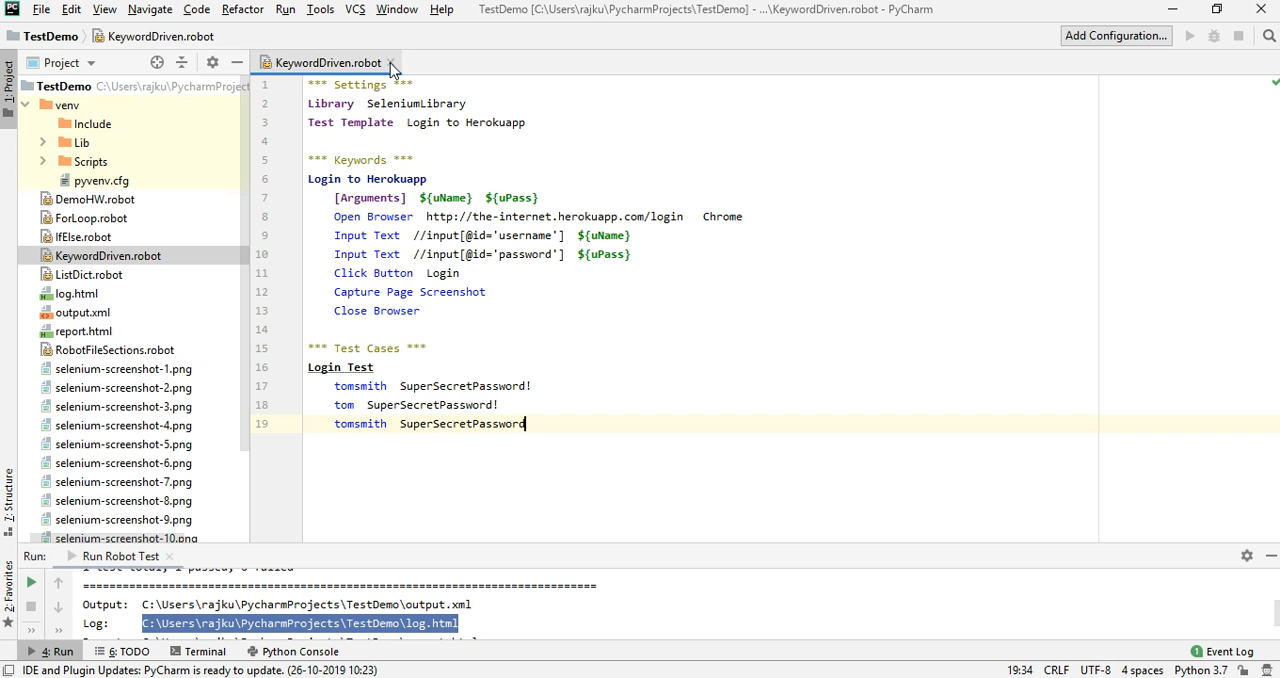 PC File Edit View Navigate Code Refactor Run Tools VCS Window Help TestDemo [C:\Users\rajku\PycharmProjects\TestDemo] - ...\KeywordDriven.robot - PyCharm
TestDemo KeywordDriven.robot Add Configuration...
1: Project
Project
TestDemo C:\Users\rajku\PycharmProject
venv
Include
Lib
Scripts
pyvenv.cfg
DemoHW.robot
ForLoop.robot
IfElse.robot
KeywordDriven.robot
ListDict.robot
log.html
output.xml
report.html
RobotFileSections.robot
selenium-screenshot-1.png
selenium-screenshot-2.png
selenium-screenshot-3.png
selenium-screenshot-4.png
selenium-screenshot-5.png
selenium-screenshot-6.png
selenium-screenshot-7.png
selenium-screenshot-8.png
selenium-screenshot-9.png
selenium-screenshot-10.png
KeywordDriven.robot
1 *** Settings ***
2 Library SeleniumLibrary
3 Test Template Login to Herokuapp
4
5 *** Keywords ***
6 Login to Herokuapp
7 [Arguments] ${uName} ${uPass}
8 Open Browser http://the-internet.herokuapp.com/login Chrome
9 Input Text //input[@id='username'] ${uName}
10 Input Text //input[@id='password'] ${uPass}
11 Click Button Login
12 Capture Page Screenshot
13 Close Browser
14
15 *** Test Cases ***
16 Login Test
17 tomsmith SuperSecretPassword!
18 tom SuperSecretPassword!
19 tomsmith SuperSecretPassword
7: Structure
2: Favorites
Run: Run Robot Test
==============================================================================
Output: C:\Users\rajku\PycharmProjects\TestDemo\output.xml
Log: C:\Users\rajku\PycharmProjects\TestDemo\log.html
4: Run 6: TODO Terminal Python Console 1 Event Log
IDE and Plugin Updates: PyCharm is ready to update. (26-10-2019 10:23) 19:34 CRLF UTF-8 4 spaces Python 3.7